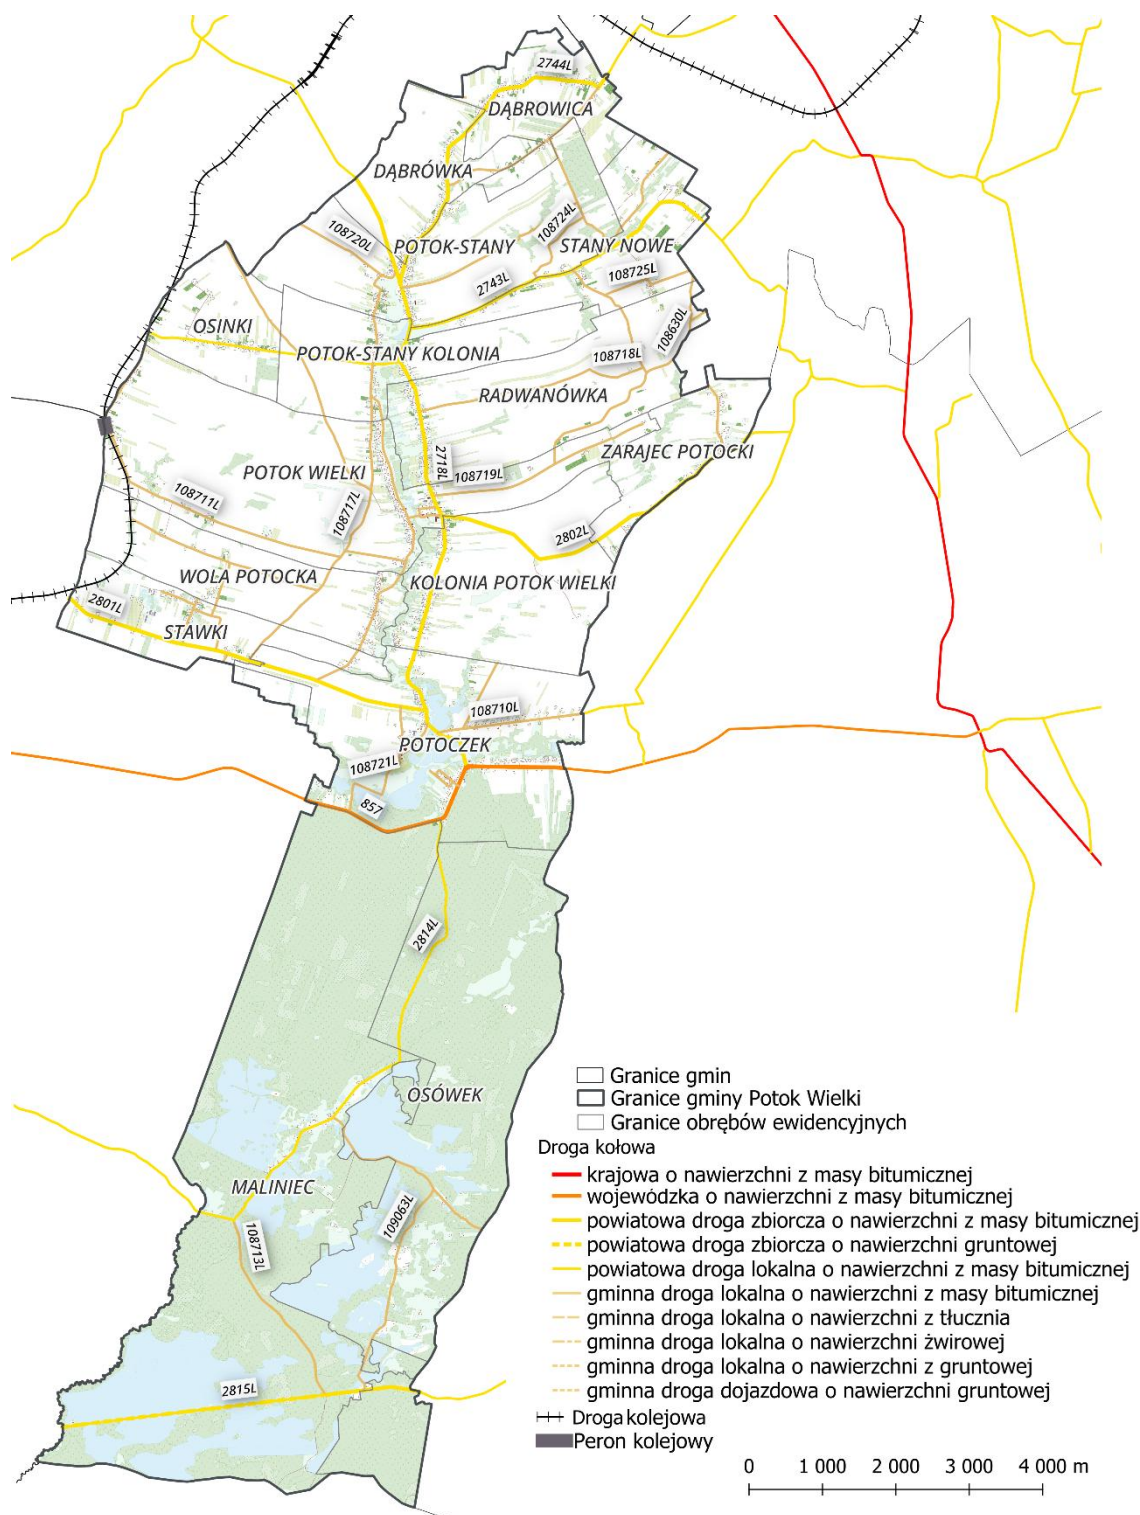 2744L
DĄBROWICA
DĄBRÓWKA
108720L
108724L
POTOK-STANY
STANY NOWE
2743L
108725L
OSINKI
108630L
POTOK-STANY KOLONIA
108718L
RADWANÓWKA
2718L
ZARAJEC POTOCKI
POTOK WIELKI
108719L
108711L
108717L
2802L
WOLA POTOCKA
KOLONIA POTOK WIELKI
2801L
STAWKI
108710L
POTOCZEK
108721L
857
2814L
OSÓWEK
MALINIEC
109063L
108713L
2815L
Granice gmin
Granice gminy Potok Wielki
Granice obrębów ewidencyjnych
Droga kołowa
krajowa o nawierzchni z masy bitumicznej
wojewódzka o nawierzchni z masy bitumicznej
powiatowa droga zbiorcza o nawierzchni z masy bitumicznej
powiatowa droga zbiorcza o nawierzchni gruntowej
powiatowa droga lokalna o nawierzchni z masy bitumicznej
gminna droga lokalna o nawierzchni z masy bitumicznej
gminna droga lokalna o nawierzchni z tłucznia
gminna droga lokalna o nawierzchni żwirowej
gminna droga lokalna o nawierzchni z gruntowej
gminna droga dojazdowa o nawierzchni gruntowej
Droga kolejowa
Peron kolejowy
0 1 000 2 000 3 000 4 000 m